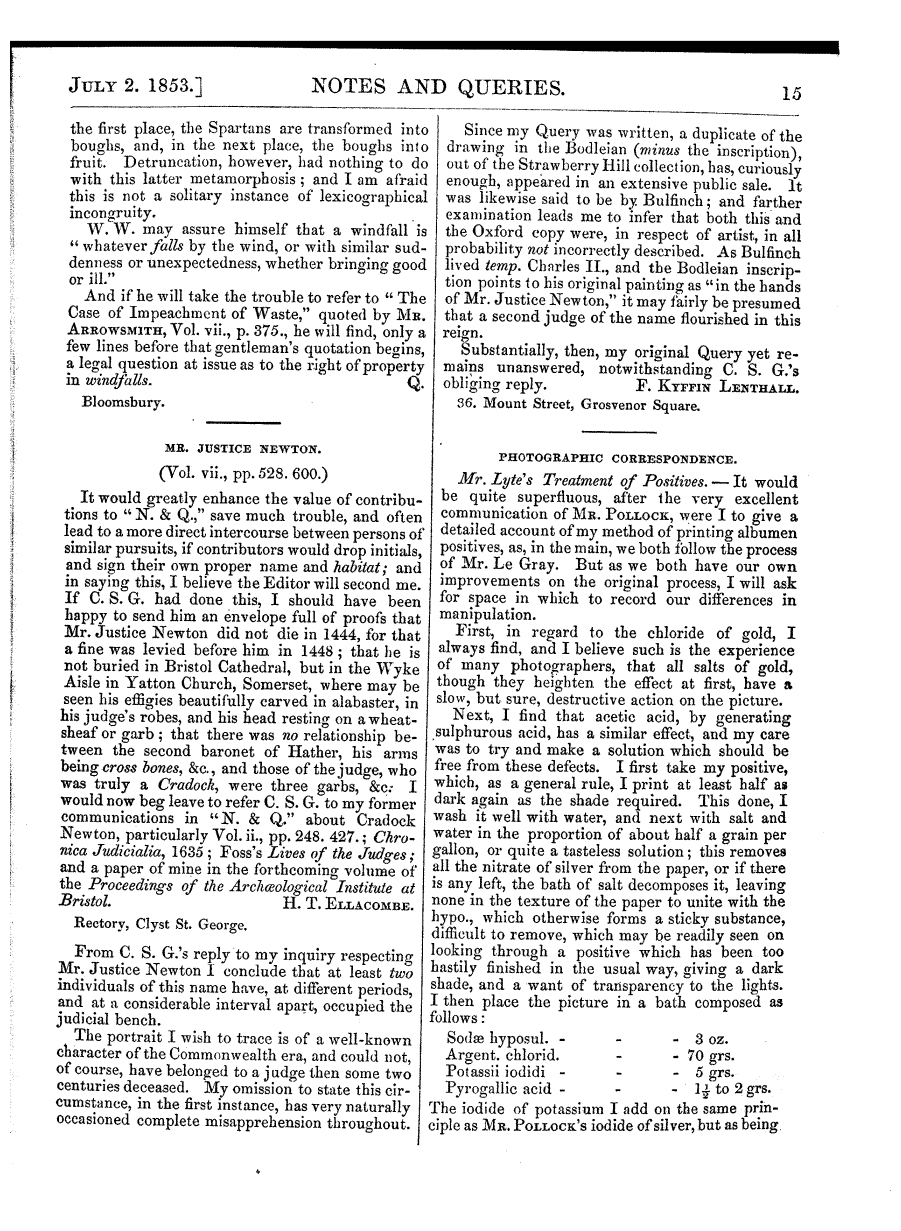 JULY 2. 1853.] NOTES AND QUERIES. 15
the first place, the Spartans are transformed into
boughs, and, in the next place, the boughs into
fruit. Detruncation, however, had nothing to do
with this latter metamorphosis; and I am afraid
this is not a solitary instance of lexicographical
incongruity.
W. W. may assure himself that a windfall is
"whatever falls by the wind, or with similar sud-
denness or unexpectedness, whether bringing good
or ill."
And if he will take the trouble to refer to "The
Case of Impeachment of Waste," quoted by MR.
ARROWSMITH, Vol. vii., p. 375., he will find, only a
few lines before that gentleman's quotation begins,
a legal question at issue as to the right of property
in windfalls. Q.
Bloomsbury.
MR. JUSTICE NEWTON.
(Vol. vii., pp. 528. 600.)
It would greatly enhance the value of contribu-
tions to "N. & Q.," save much trouble, and often
lead to a more direct intercourse between persons of
similar pursuits, if contributors would drop initials,
and sign their own proper name and habitat; and
in saying this, I believe the Editor will second me.
If C. S. G. had done this, I should have been
happy to send him an envelope full of proofs that
Mr. Justice Newton did not die in 1444, for that
a fine was levied before him in 1448; that he is
not buried in Bristol Cathedral, but in the Wyke
Aisle in Yatton Church, Somerset, where may be
seen his effigies beautifully carved in alabaster, in
his judge's robes, and his head resting on a wheat-
sheaf or garb; that there was no relationship be-
tween the second baronet of Hather, his arms
being cross bones, &c., and those of the judge, who
was truly a Cradock, were three garbs, &c. I
would now beg leave to refer C. S. G. to my former
communications in "N. & Q." about Cradock
Newton, particularly Vol. ii., pp. 248. 427.; Chro-
nica Judicialia, 1635; Foss's Lives of the Judges;
and a paper of mine in the forthcoming volume of
the Proceedings of the Archæological Institute at
Bristol. H. T. ELLACOMBE.
Rectory, Clyst St. George.
From C. S. G.'s reply to my inquiry respecting
Mr. Justice Newton I conclude that at least two
individuals of this name have, at different periods,
and at a considerable interval apart, occupied the
judicial bench.
The portrait I wish to trace is of a well-known
character of the Commonwealth era, and could not,
of course, have belonged to a judge then some two
centuries deceased. My omission to state this cir-
cumstance, in the first instance, has very naturally
occasioned complete misapprehension throughout.
Since my Query was written, a duplicate of the
drawing in the Bodleian (minus the inscription),
out of the Strawberry Hill collection, has, curiously
enough, appeared in an extensive public sale. It
was likewise said to be by Bulfinch; and farther
examination leads me to infer that both this and
the Oxford copy were, in respect of artist, in all
probability not incorrectly described. As Bulfinch
lived temp. Charles II., and the Bodleian inscrip-
tion points to his original painting as "in the hands
of Mr. Justice Newton," it may fairly be presumed
that a second judge of the name flourished in this
reign.
Substantially, then, my original Query yet re-
mains unanswered, notwithstanding C. S. G.'s
obliging reply. F. KYFFIN LENTHALL.
36. Mount Street, Grosvenor Square.
PHOTOGRAPHIC CORRESPONDENCE.
Mr. Lyte's Treatment of Positives. — It would
be quite superfluous, after the very excellent
communication of MR. POLLOCK, were I to give a
detailed account of my method of printing albumen
positives, as, in the main, we both follow the process
of Mr. Le Gray. But as we both have our own
improvements on the original process, I will ask
for space in which to record our differences in
manipulation.
First, in regard to the chloride of gold, I
always find, and I believe such is the experience
of many photographers, that all salts of gold,
though they heighten the effect at first, have a
slow, but sure, destructive action on the picture.
Next, I find that acetic acid, by generating
sulphurous acid, has a similar effect, and my care
was to try and make a solution which should be
free from these defects. I first take my positive,
which, as a general rule, I print at least half as
dark again as the shade required. This done, I
wash it well with water, and next with salt and
water in the proportion of about half a grain per
gallon, or quite a tasteless solution; this removes
all the nitrate of silver from the paper, or if there
is any left, the bath of salt decomposes it, leaving
none in the texture of the paper to unite with the
hypo., which otherwise forms a sticky substance,
difficult to remove, which may be readily seen on
looking through a positive which has been too
hastily finished in the usual way, giving a dark
shade, and a want of transparency to the lights.
I then place the picture in a bath composed as
follows:
Sodæ hyposul. - - - 3 oz.
Argent. chlorid. - - 70 grs.
Potassii iodidi - - - 5 grs.
Pyrogallic acid - - - 1½ to 2 grs.
The iodide of potassium I add on the same prin-
ciple as MR. POLLOCK's iodide of silver, but as being